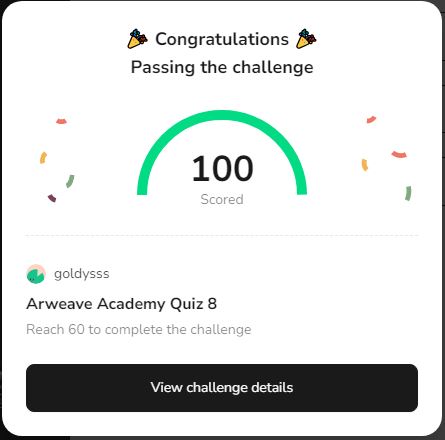 🎉 Congratulations 🎉
Passing the challenge
100
Scored
goldysss
Arweave Academy Quiz 8
Reach 60 to complete the challenge
View challenge details